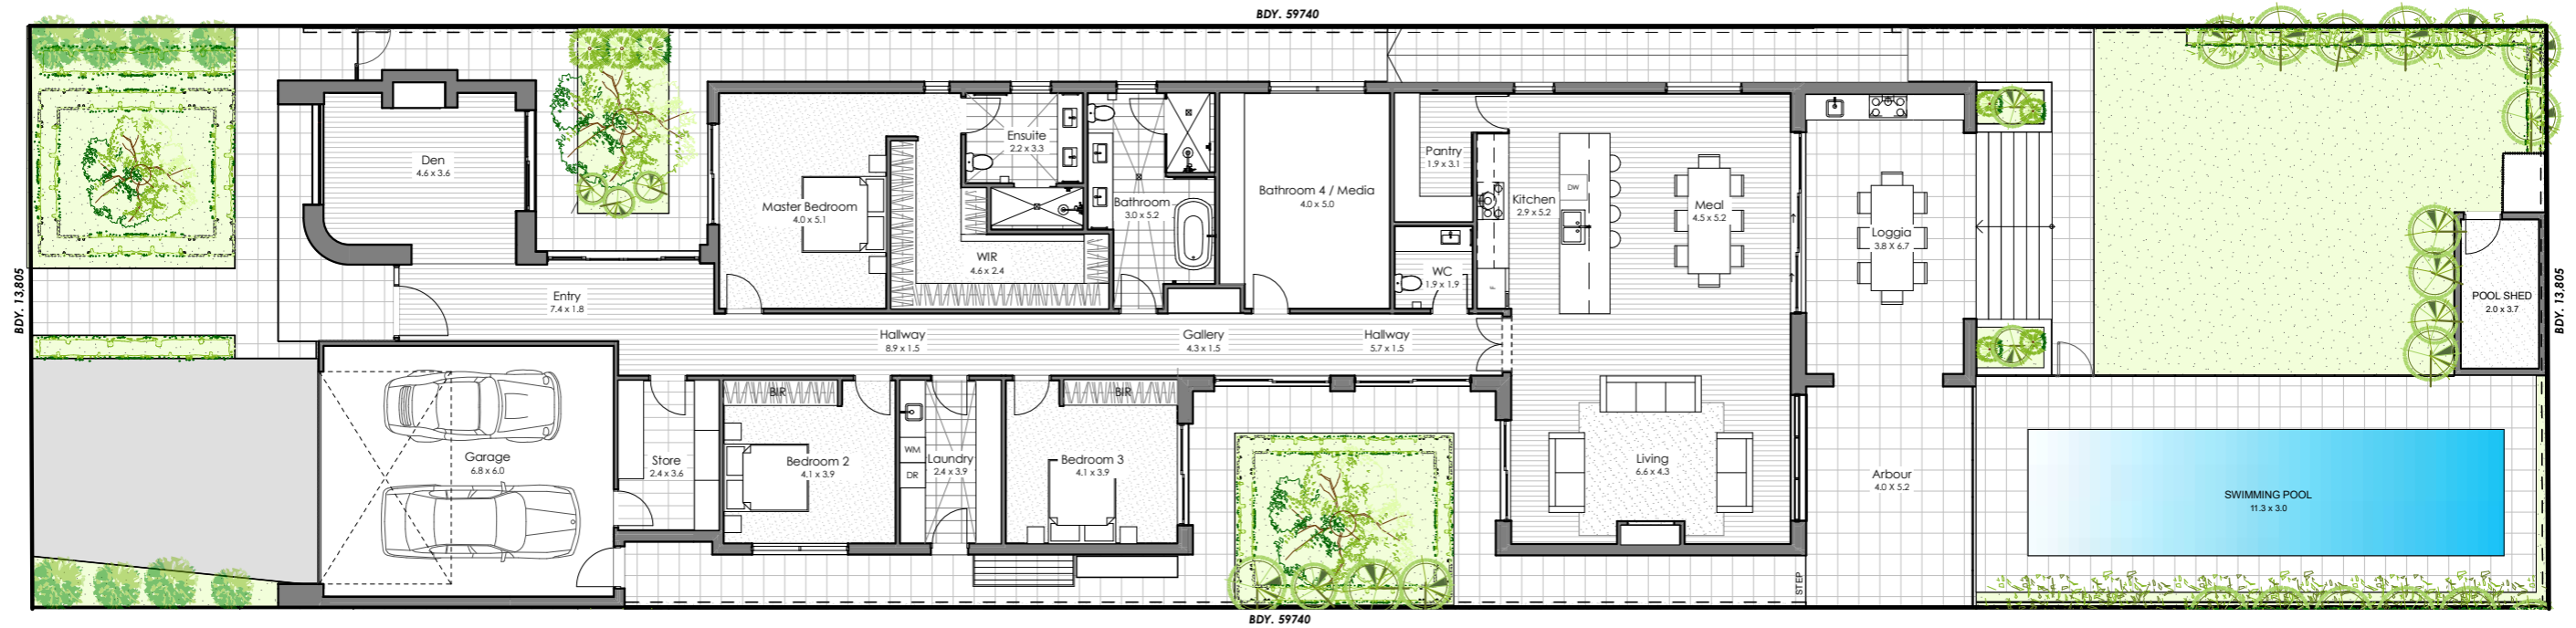 BDY. 59740
Den
4.6 x 3.6
Master Bedroom
4.0 x 5.1
Ensuite
2.2 x 3.3
WIR
4.6 x 2.4
Bathroom
3.0 x 5.2
Bathroom 4 / Media
4.0 x 5.0
Pantry
1.9 x 3.1
WC
1.9 x 1.9
Kitchen
2.9 x 5.2
DW
Meal
4.5 x 5.2
Loggia
3.8 X 6.7
POOL SHED
2.0 x 3.7
BDY. 13,805
BDY. 13,805
Entry
7.4 x 1.8
Hallway
8.9 x 1.5
Gallery
4.3 x 1.5
Hallway
5.7 x 1.5
Garage
6.8 x 6.0
Store
2.4 x 3.6
BIR
Bedroom 2
4.1 x 3.9
WM
DR
Laundry
2.4 x 3.9
BIR
Bedroom 3
4.1 x 3.9
Living
6.6 x 4.3
Arbour
4.0 X 5.2
SWIMMING POOL
11.3 x 3.0
STEP
BDY. 59740